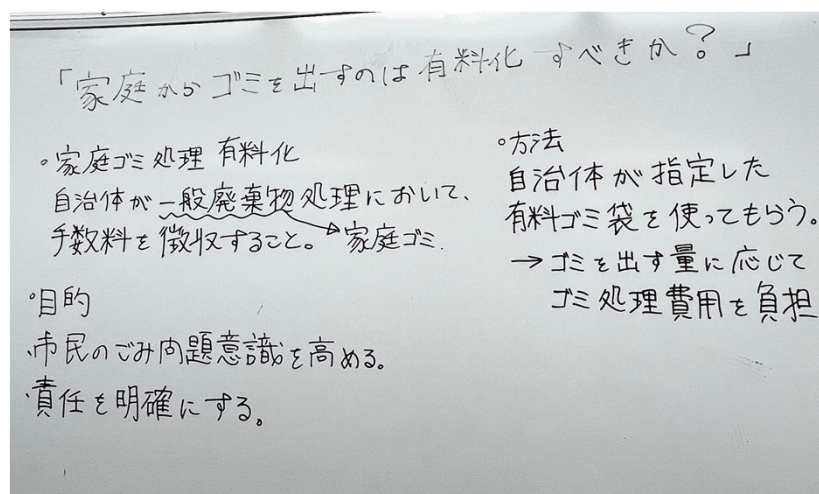 「家庭からゴミを出すのは有料化すべきか？」
。家庭ゴミ処理 有料化
自治体が一般廃棄物処理において、
手数料を徴収すること。→家庭ゴミ.
°目的
・市民のごみ問題意識を高める。
・責任を明確にする。
°方法
自治体が指定した
有料ゴミ袋を使ってもらう。
→ゴミを出す量に応じて
ゴミ処理費用を負担